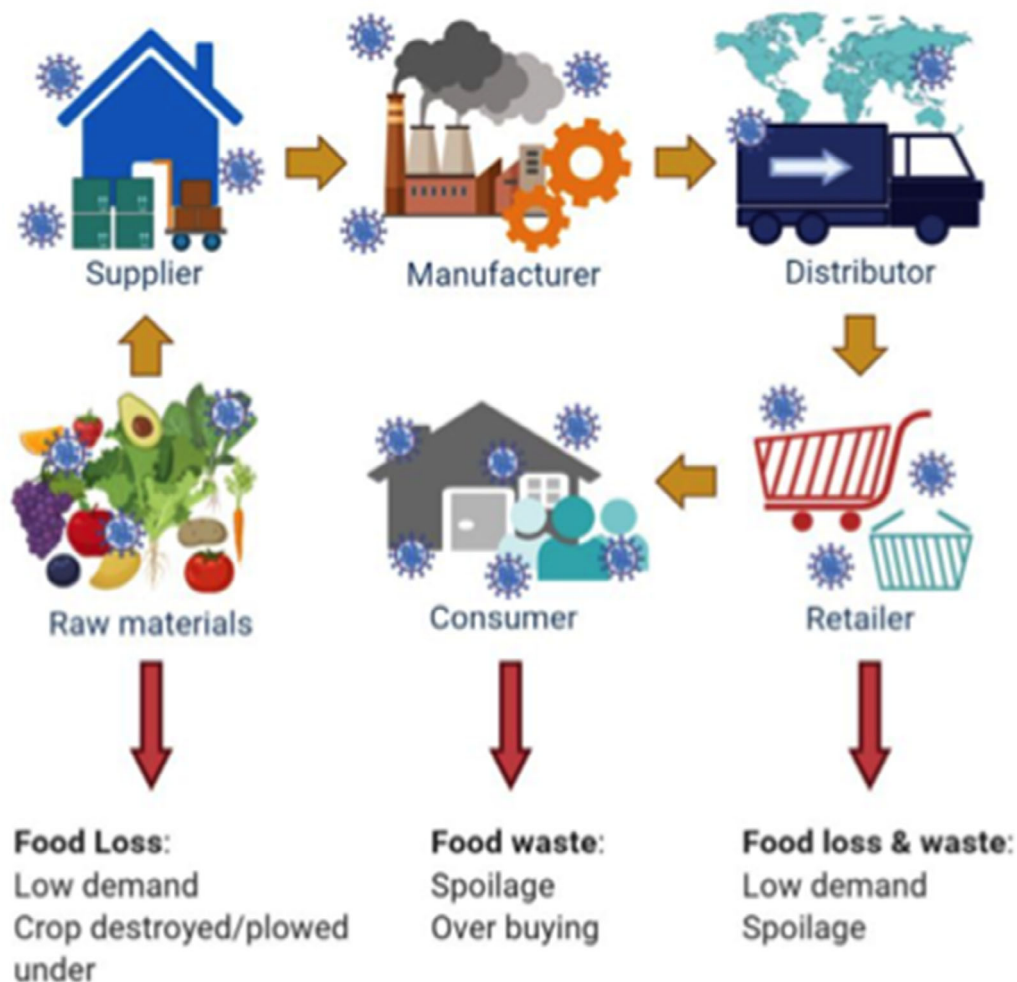 Supplier
Manufacturer
Distributor
Raw materials
Consumer
Retailer
Food Loss:
Low demand
Crop destroyed/plowed
under
Food waste:
Spoilage
Over buying
Food loss & waste:
Low demand
Spoilage